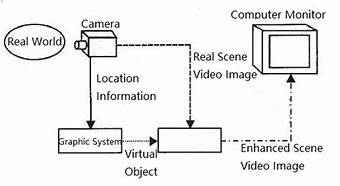 Camera
Computer Monitor
Real World
Real Scene
Video Image
Location
Information
Graphic System
Virtual
Object
Enhanced Scene
Video Image